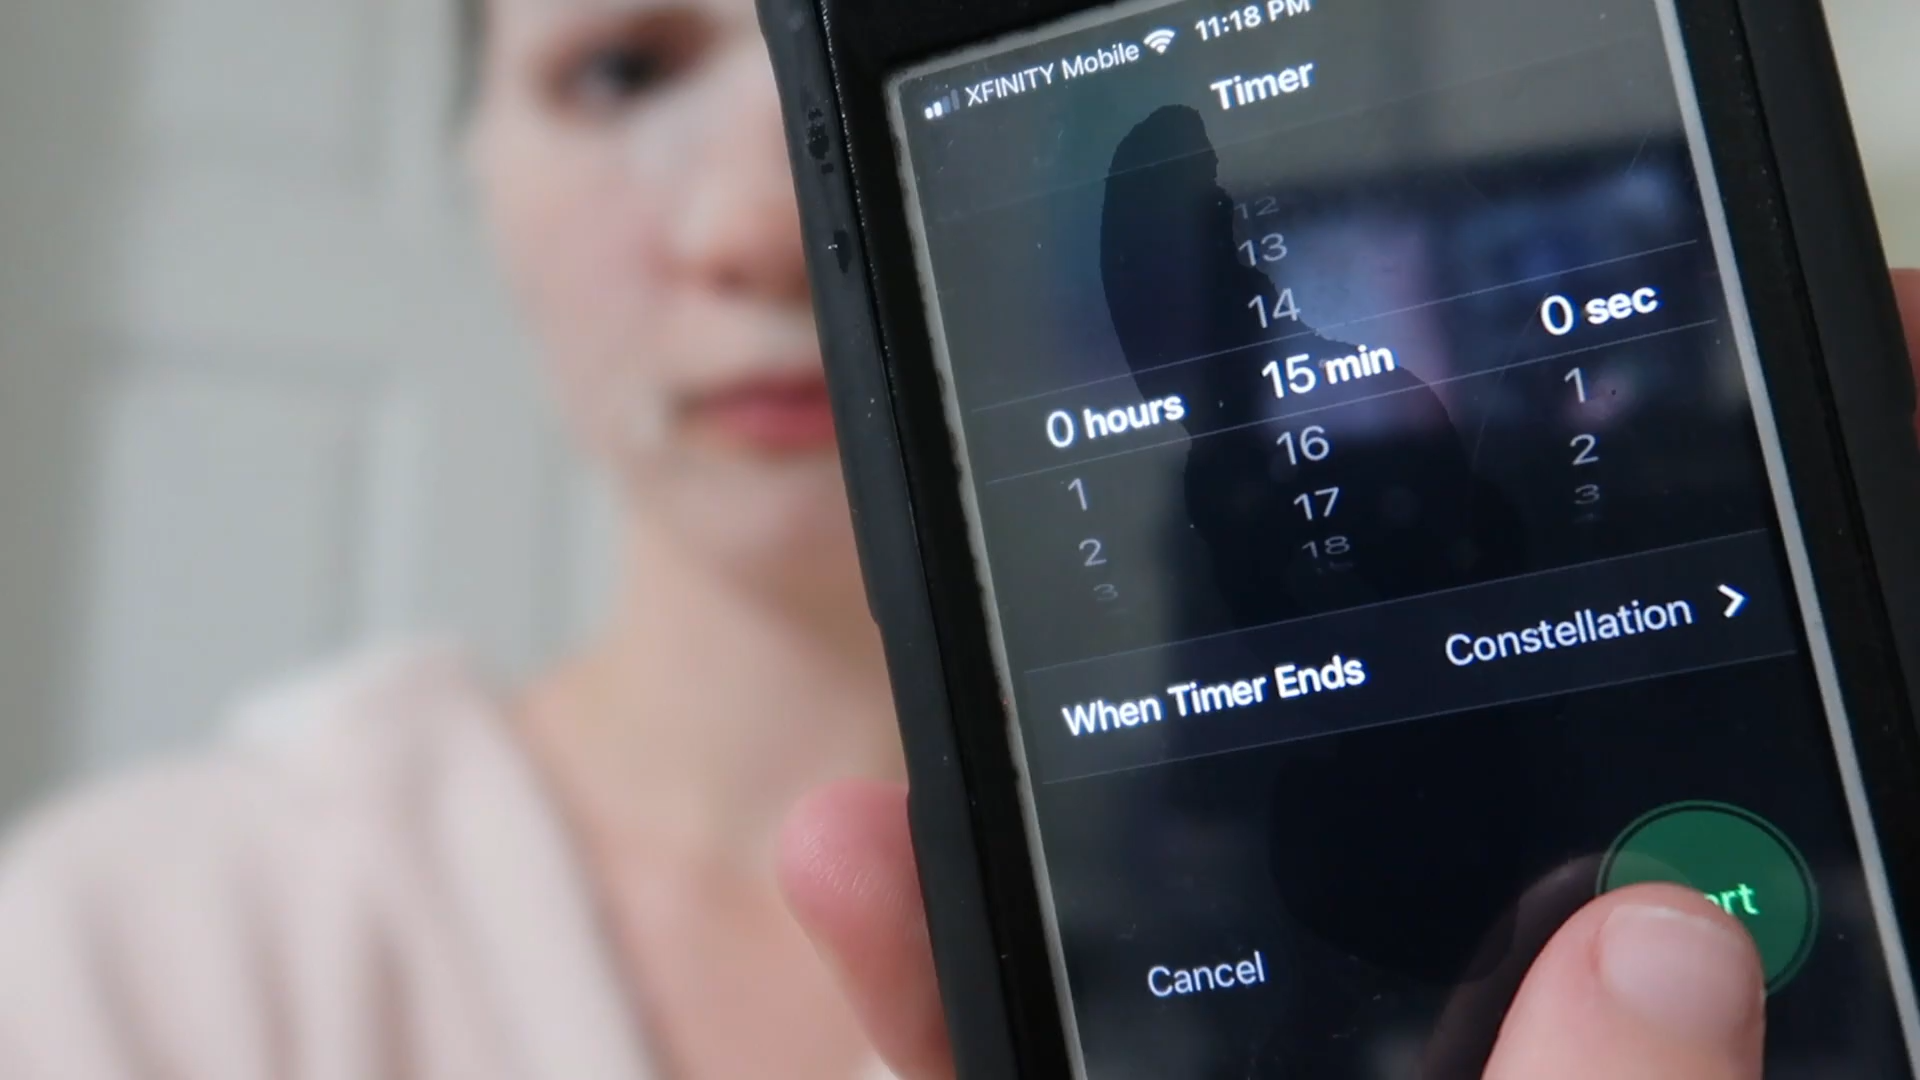 XFINITY Mobile 11:18 PM
Timer
12
13
14
0 hours 15 min 0 sec
1 16 1
2 17 2
3 18 3
When Timer Ends Constellation
Cancel